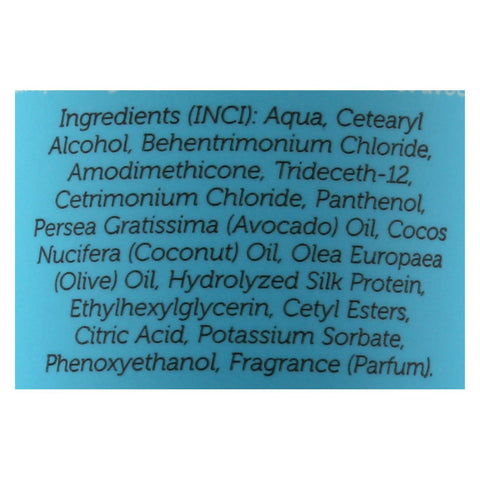 Ingredients (INCI): Aqua, Cetearyl
Alcohol, Behentrimonium Chloride,
Amodimethicone, Trideceth-12,
Cetrimonium Chloride, Panthenol,
Persea Gratissima (Avocado) Oil, Cocos
Nucifera (Coconut) Oil, Olea Europaea
(Olive) Oil, Hydrolyzed Silk Protein,
Ethylhexylglycerin, Cetyl Esters,
Citric Acid, Potassium Sorbate,
Phenoxyethanol, Fragrance (Parfum).